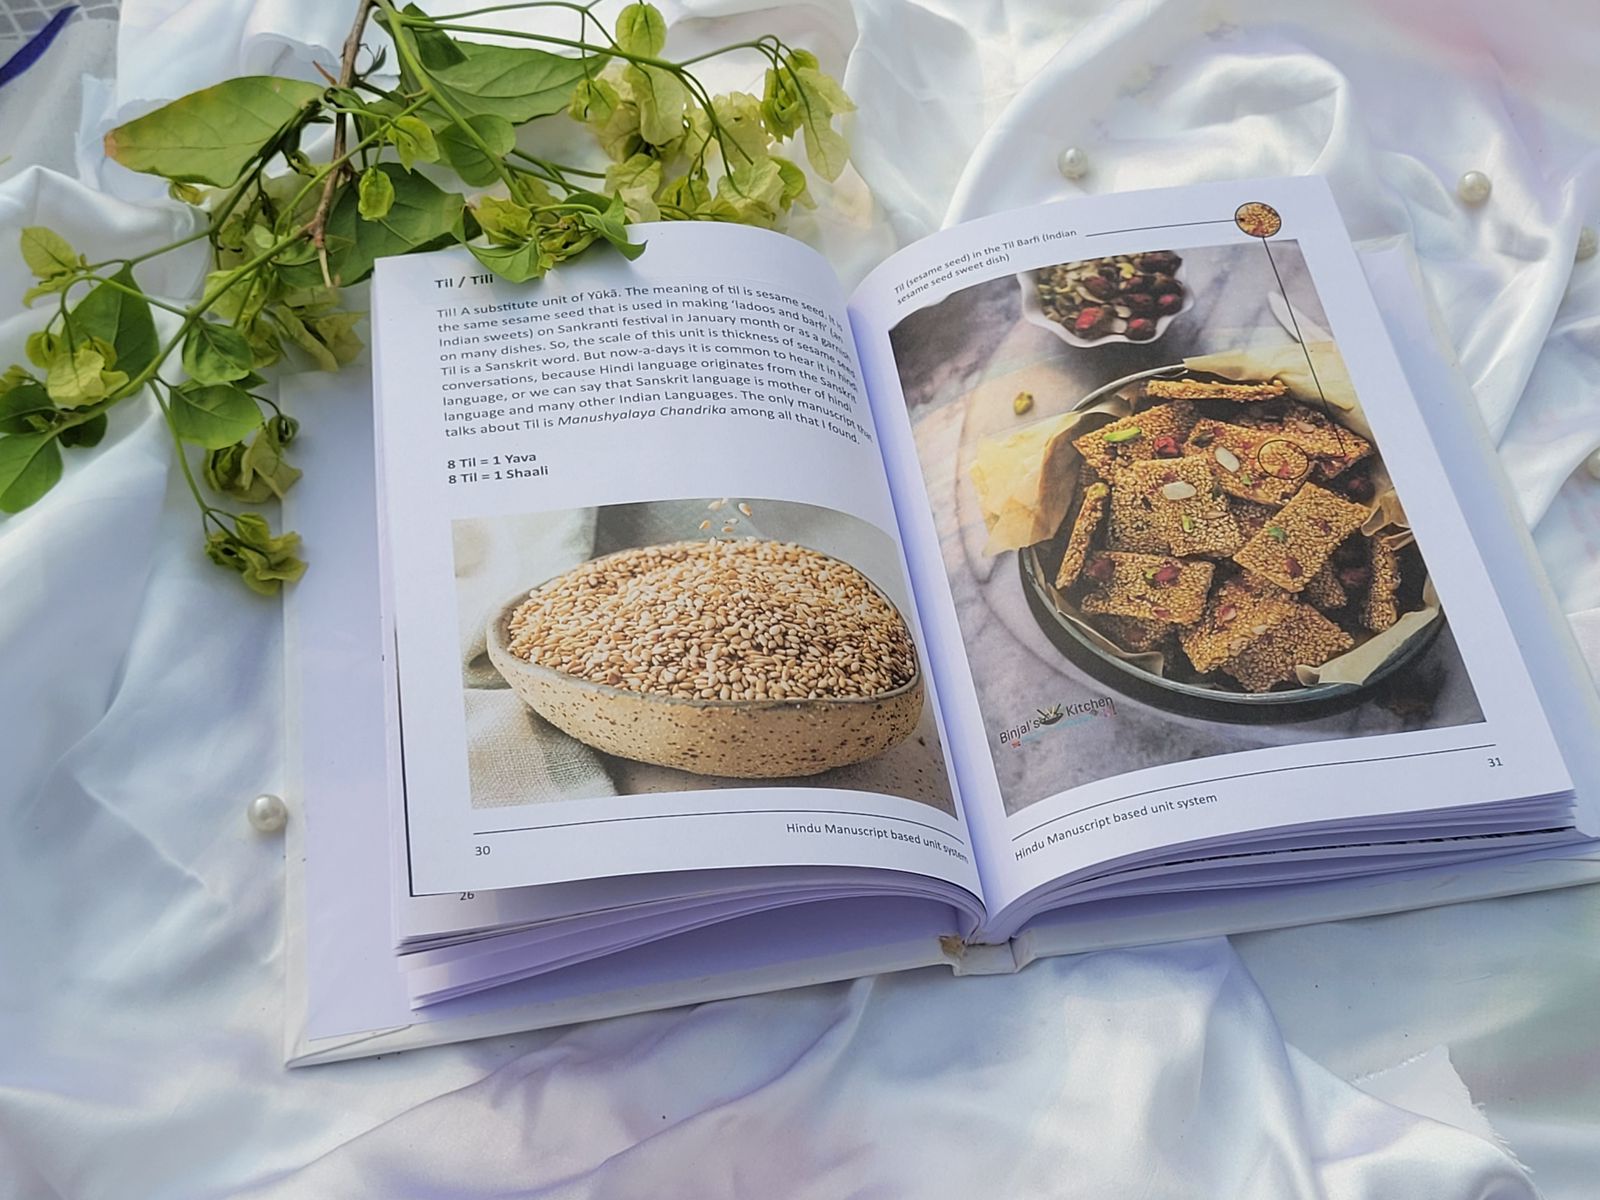 Til / Tili
Til! A substitute unit of Yūkā. The meaning of til is sesame seed. It is
the same sesame seed that is used in making 'ladoos and barfi' (an
Indian sweets) on Sankranti festival in January month or as a garnish
on many dishes. So, the scale of this unit is thickness of sesame seed.
Til is a Sanskrit word. But now-a-days it is common to hear it in hindi
conversations, because Hindi language originates from the Sanskrit
language, or we can say that Sanskrit language is mother of hindi
language and many other Indian Languages. The only manuscript that
talks about Til is Manushyalaya Chandrika among all that I found.
8 Til = 1 Yava
8 Til = 1 Shaali
Hindu Manuscript based unit system
30
26
Til (sesame seed) in the Til Barfi (Indian
sesame seed sweet dish)
Binjal's Kitchen
31
Hindu Manuscript based unit system